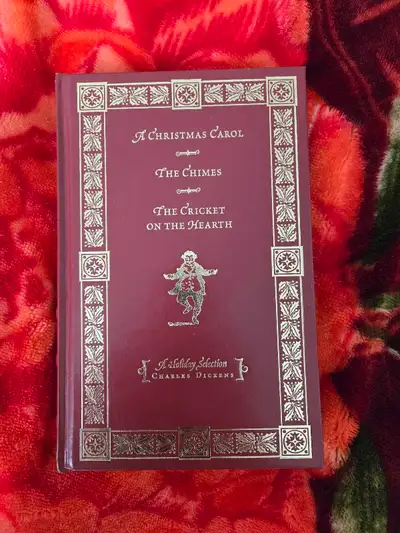 A Christmas Carol
The Chimes
The Cricket
on the Hearth
A Holiday Selection
Charles Dickens